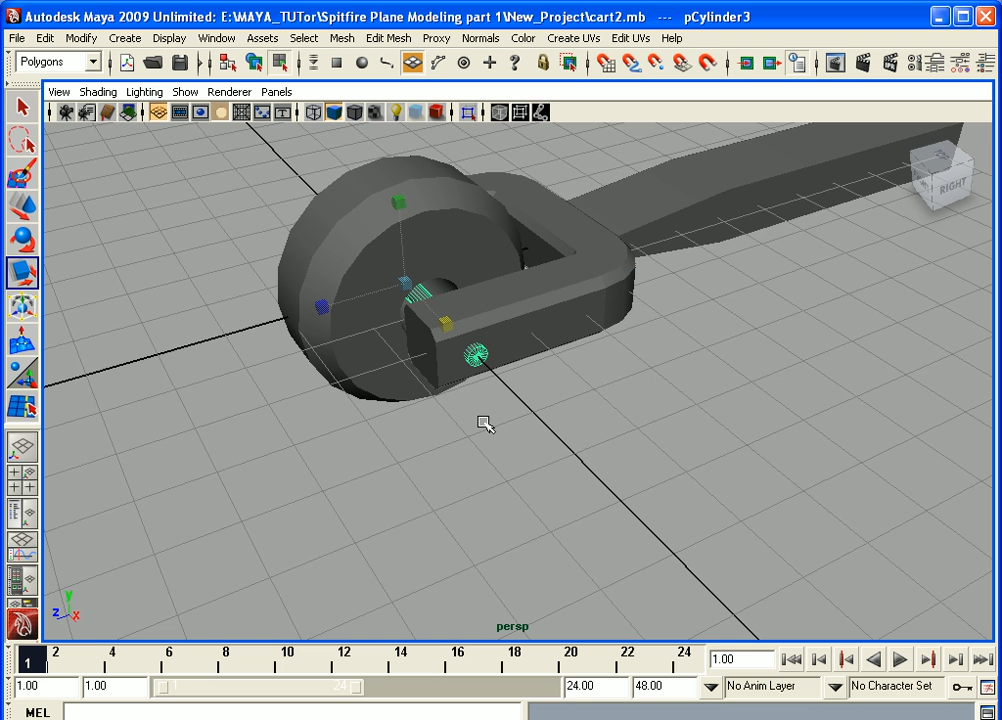 Autodesk Maya 2009 Unlimited: E:\MAYA_TUTor\Spitfire Plane Modeling part 1\New_Project\cart2.mb --- pCylinder3
File Edit Modify Create Display Window Assets Select Mesh Edit Mesh Proxy Normals Color Create UVs Edit UVs Help
Polygons
View Shading Lighting Show Renderer Panels
RIGHT
y
z x
persp
1 2 4 6 8 10 12 14 16 18 20 22 24 1.00
1.00 1.00 1 24 24.00 48.00 No Anim Layer No Character Set
MEL